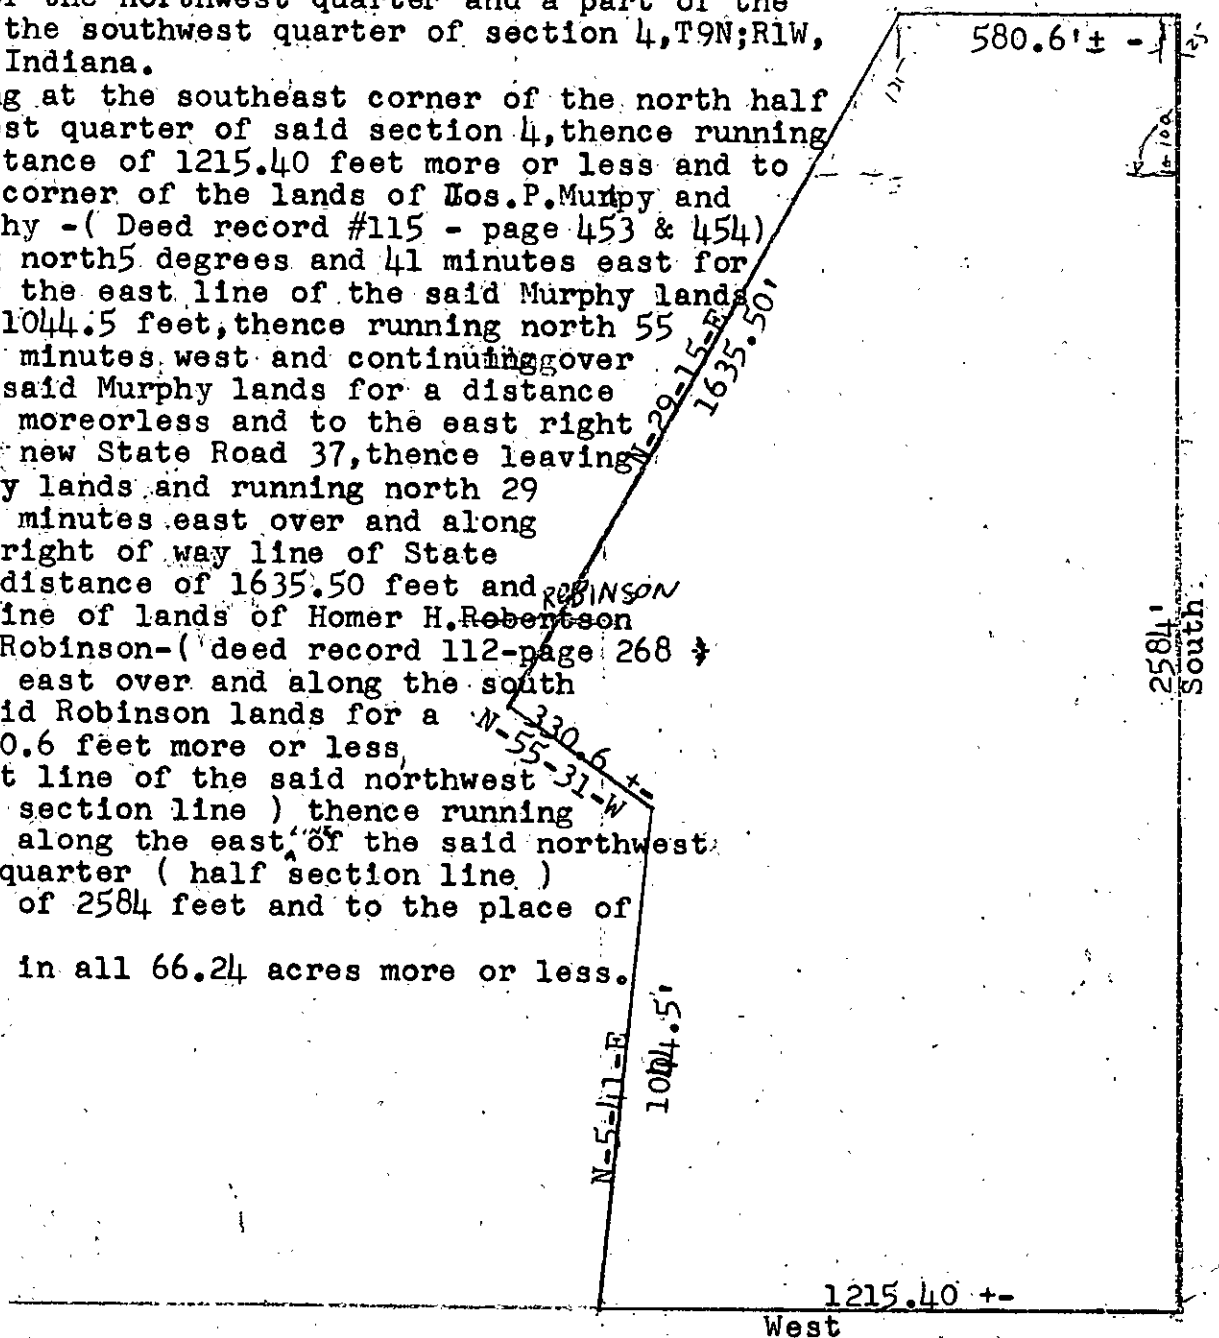 of the northwest quarter and a part of the
the southwest quarter of section 4,T9N;R1W,
Indiana.
g at the southeast corner of the north half
st quarter of said section 4,thence running
tance of 1215.40 feet more or less and to
corner of the lands of Hos.P.Murpy and
hy -( Deed record #115 - page 453 & 454)
north5 degrees and 41 minutes east for
the east line of the said Murphy lands
1044.5 feet,thence running north 55
minutes west and continuinggover
said Murphy lands for a distance
moreorless and to the east right
new State Road 37,thence leaving
y lands and running north 29
minutes east over and along
right of way line of State
distance of 1635.50 feet and
ROBINSON
ine of lands of Homer H.Robertson
Robinson-( deed record 112-page 268 )
east over and along the south
id Robinson lands for a
0.6 feet more or less,
t line of the said northwest
section line ) thence running
along the east of the said northwest
quarter ( half section line )
of 2584 feet and to the place of
in all 66.24 acres more or less.
580.6'± -
N-29-15-E
1635.50'
330.6 +-
N-55-31-W
N-5-41-E
1044.5'
2584'
South.
1215.40 +-
West